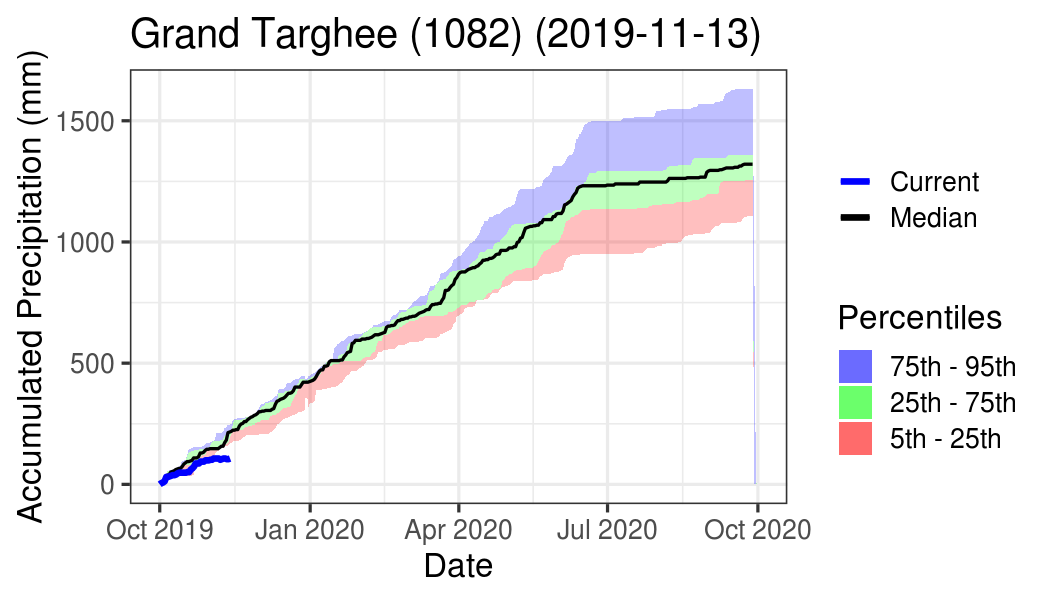 Grand Targhee (1082) (2019-11-13)
Accumulated Precipitation (mm)
1500
1000
500
0
Oct 2019
Jan 2020
Apr 2020
Jul 2020
Oct 2020
Date
Current
Median
Percentiles
75th - 95th
25th - 75th
5th - 25th